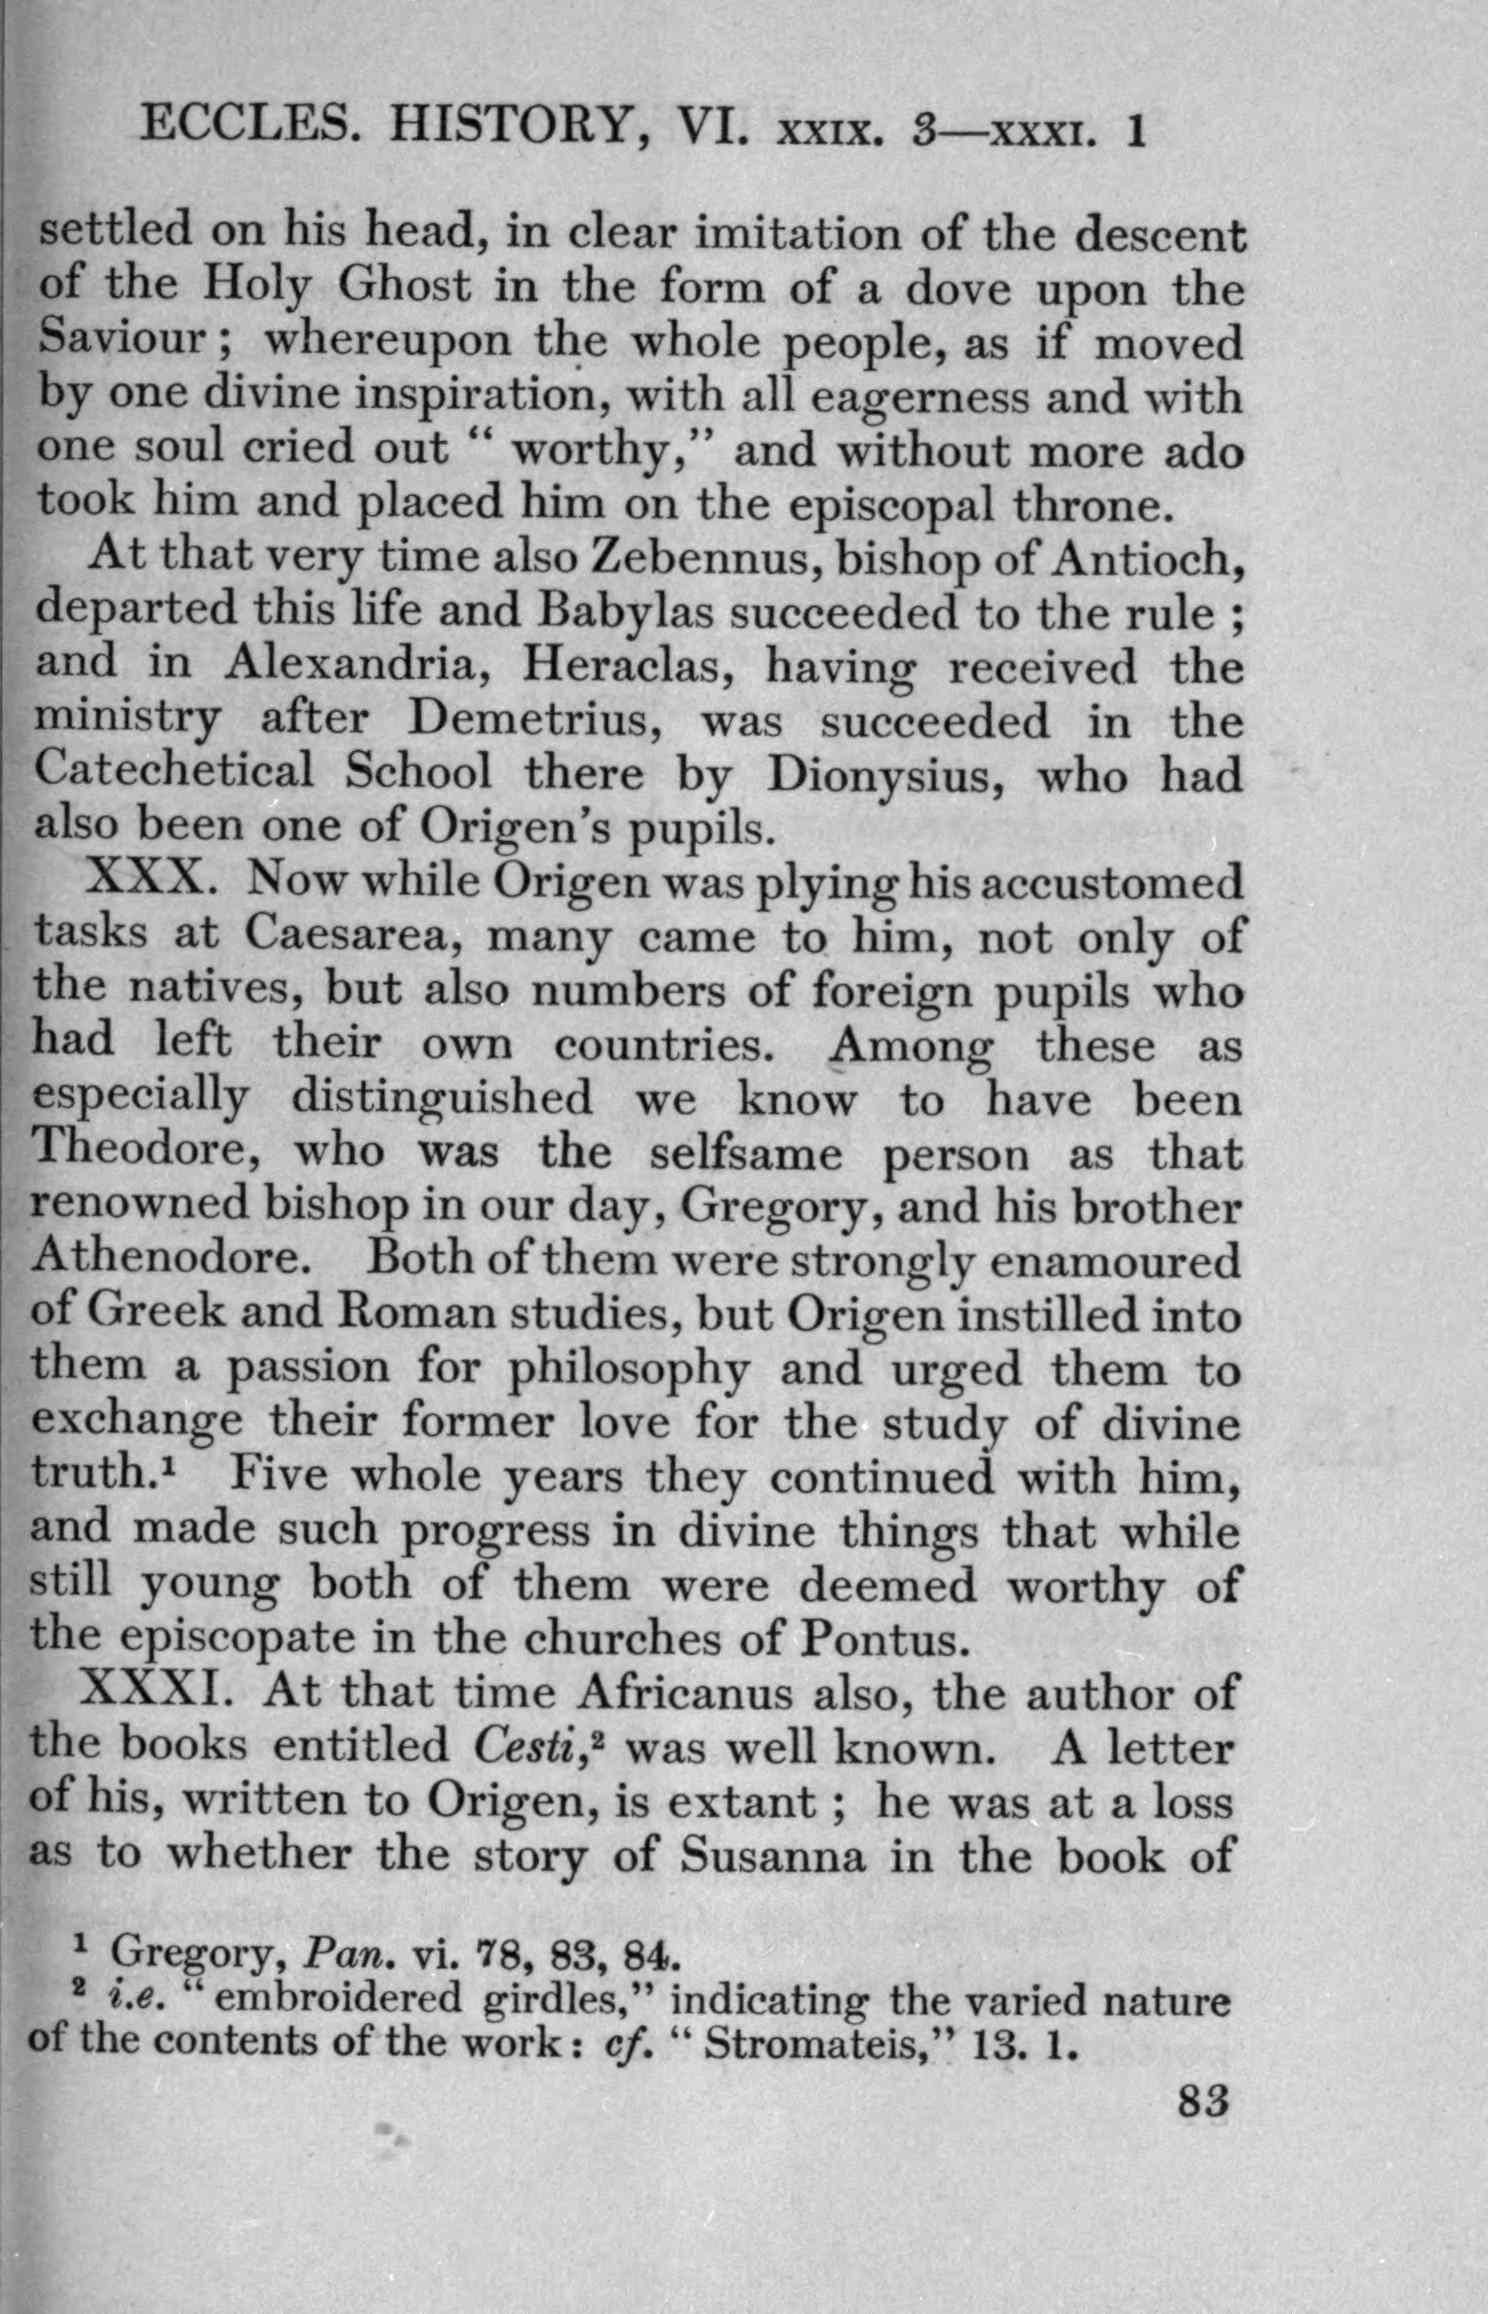 ECCLES. HISTORY, VI. XXIX. 3—XXXI. 1
settled on his head, in clear imitation of the descent
of the Holy Ghost in the form of a dove upon the
Saviour ; whereupon the whole people, as if moved
by one divine inspiration, with all eagerness and with
one soul cried out “ worthy,” and without more ado
took him and placed him on the episcopal throne.
At that very time also Zebennus, bishop of Antioch,
departed this life and Babylas succeeded to the rule ;
and in Alexandria, Heraclas, having received the
ministry after Demetrius, was succeeded in the
Catechetical School there by Dionysius, who had
also been one of Origen’s pupils.
XXX. Now while Origen was plying his accustomed
tasks at Caesarea, many came to him, not only of
the natives, but also numbers of foreign pupils who
had left their own countries. Among these as
especially distinguished we know to have been
Theodore, who was the selfsame person as that
renowned bishop in our day, Gregory, and his brother
Athenodore. Both of them were strongly enamoured
of Greek and Roman studies, but Origen instilled into
them a passion for philosophy and urged them to
exchange their former love for the study of divine
truth.¹ Five whole years they continued with him,
and made such progress in divine things that while
still young both of them were deemed worthy of
the episcopate in the churches of Pontus.
XXXI. At that time Africanus also, the author of
the books entitled Cesti,² was well known. A letter
of his, written to Origen, is extant ; he was at a loss
as to whether the story of Susanna in the book of
¹ Gregory, Pan. vi. 78, 83, 84.
² i.e. “ embroidered girdles,” indicating the varied nature
of the contents of the work : cf. “ Stromateis,” 13. 1.
83